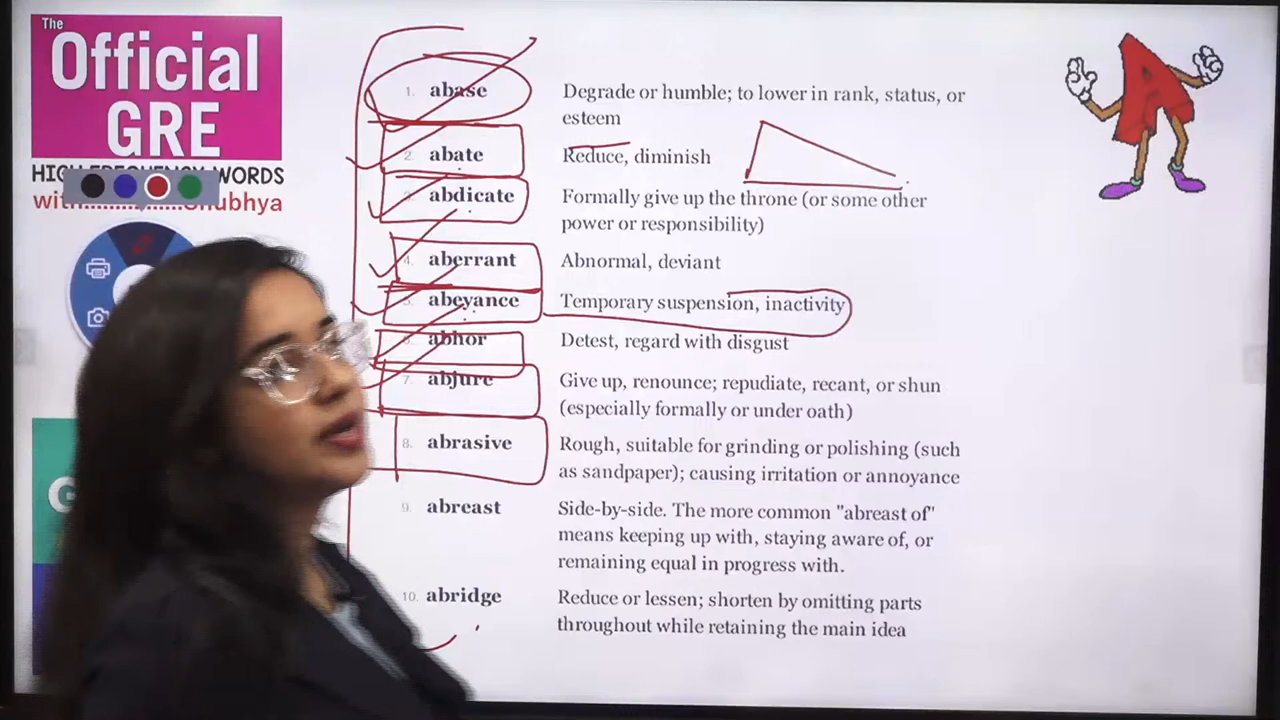 The
Official
GRE
HIGH FREQUENCY WORDS
with
1. abase Degrade or humble; to lower in rank, status, or
esteem
2. abate Reduce, diminish
3. abdicate Formally give up the throne (or some other
power or responsibility)
4. aberrant Abnormal, deviant
5. abeyance Temporary suspension, inactivity
6. abhor Detest, regard with disgust
7. abjure Give up, renounce; repudiate, recant, or shun
(especially formally or under oath)
8. abrasive Rough, suitable for grinding or polishing (such
as sandpaper); causing irritation or annoyance
9. abreast Side-by-side. The more common "abreast of"
means keeping up with, staying aware of, or
remaining equal in progress with.
10. abridge Reduce or lessen; shorten by omitting parts
throughout while retaining the main idea
G